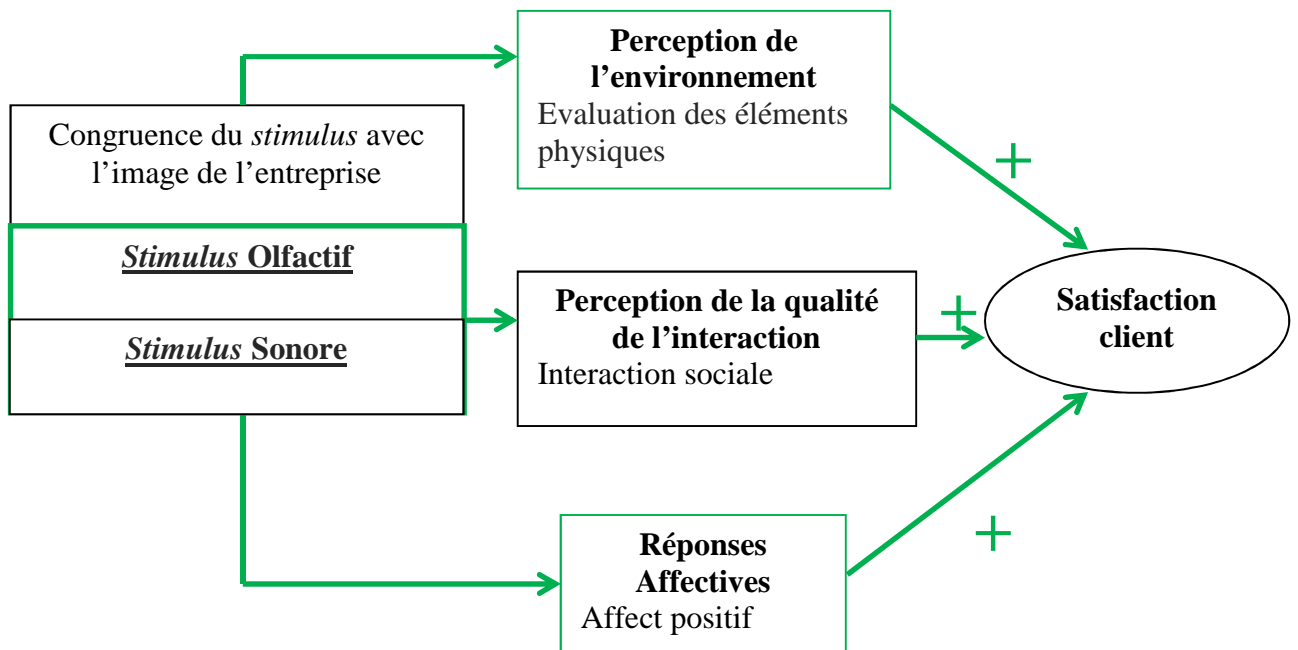 Congruence du stimulus avec
l’image de l’entreprise
Stimulus Olfactif
Stimulus Sonore
Perception de
l’environnement
Evaluation des éléments
physiques
+
Perception de la qualité
de l’interaction
Interaction sociale
+
Réponses
Affectives
Affect positif
+
Satisfaction
client